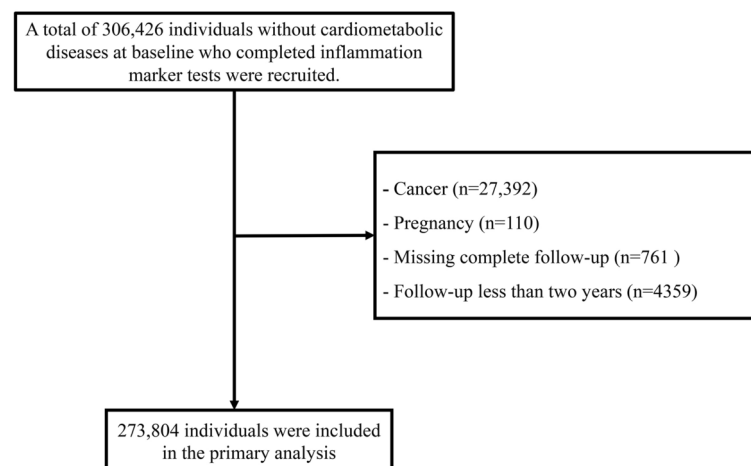 A total of 306,426 individuals without cardiometabolic
diseases at baseline who completed inflammation
marker tests were recruited.
- Cancer (n=27,392)
- Pregnancy (n=110)
- Missing complete follow-up (n=761 )
- Follow-up less than two years (n=4359)
273,804 individuals were included
in the primary analysis